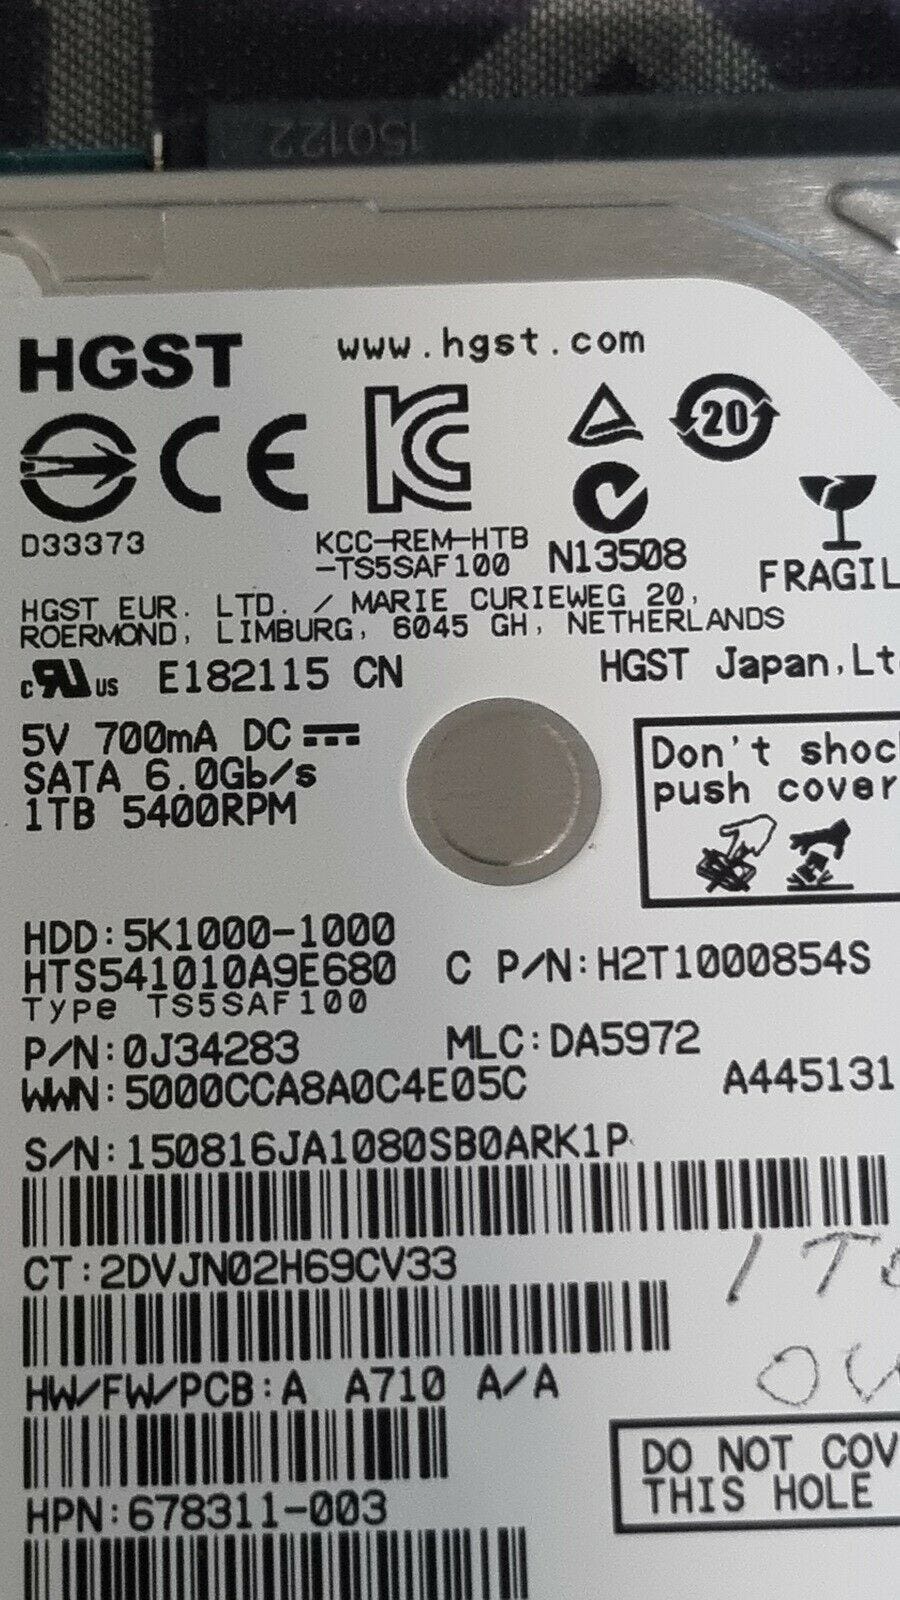 150122
HGST www.hgst.com
20
D33373 KCC-REM-HTB
-TS5SAF100 N13508
FRAGIL
HGST EUR. LTD. / MARIE CURIEWEG 20,
ROERMOND, LIMBURG, 6045 GH, NETHERLANDS
c RU us E182115 CN HGST Japan,Lt
5V 700mA DC
SATA 6.0Gb/s
1TB 5400RPM
Don't shoc
push cover
HDD:5K1000-1000
HTS541010A9E680 C P/N:H2T1000854S
Type TS5SAF100
P/N:0J34283 MLC:DA5972
WWN:5000CCA8A0C4E05C A445131
S/N:150816JA1080SB0ARK1P
CT:2DVJN02H69CV33
1 T
HW/FW/PCB:A A710 A/A
DO NOT COV
THIS HOLE
HPN:678311-003